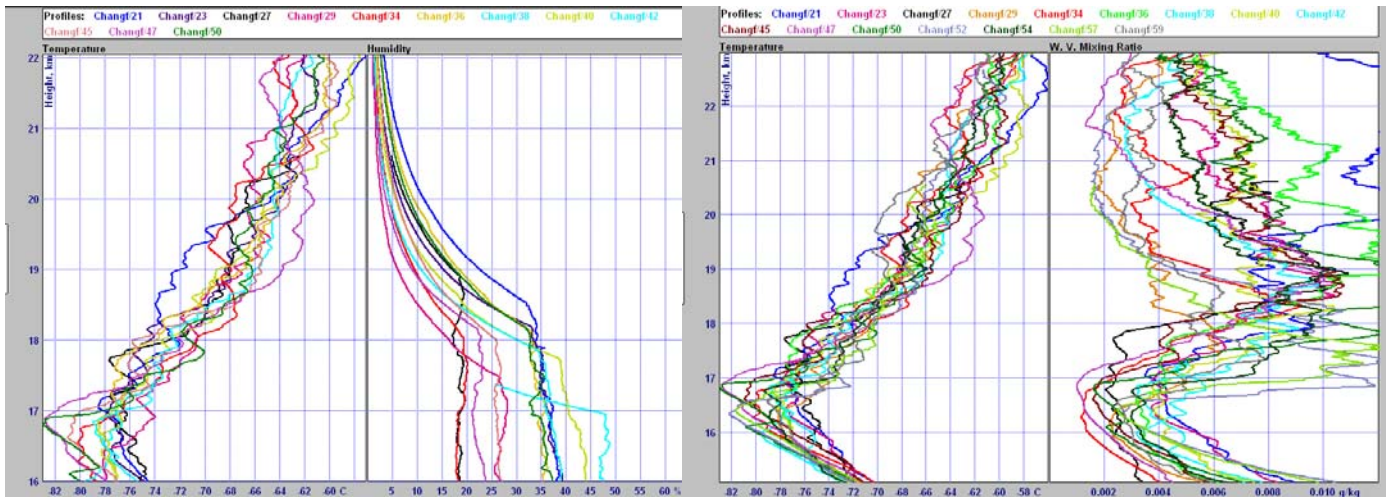 Profiles: Changf/21 Changf/23 Changf/27 Changf/29 Changf/34 Changf/36 Changf/38 Changf/40 Changf/42
Changf/45 Changf/47 Changf/50
Temperature Humidity
Height, km
22
21
20
19
18
17
16
-82 -80 -78 -76 -74 -72 -70 -68 -66 -64 -62 -60 C 5 10 15 20 25 30 35 40 45 50 55 60 %
Profiles: Changf/21 Changf/23 Changf/27 Changf/29 Changf/34 Changf/36 Changf/38 Changf/40 Changf/42
Changf/45 Changf/47 Changf/50 Changf/52 Changf/54 Changf/57 Changf/59
Temperature W. V. Mixing Ratio
Height, km
22
21
20
19
18
17
16
-82 -80 -78 -76 -74 -72 -70 -68 -66 -64 -62 -60 -58 C 0.002 0.004 0.006 0.008 0.010 g/kg